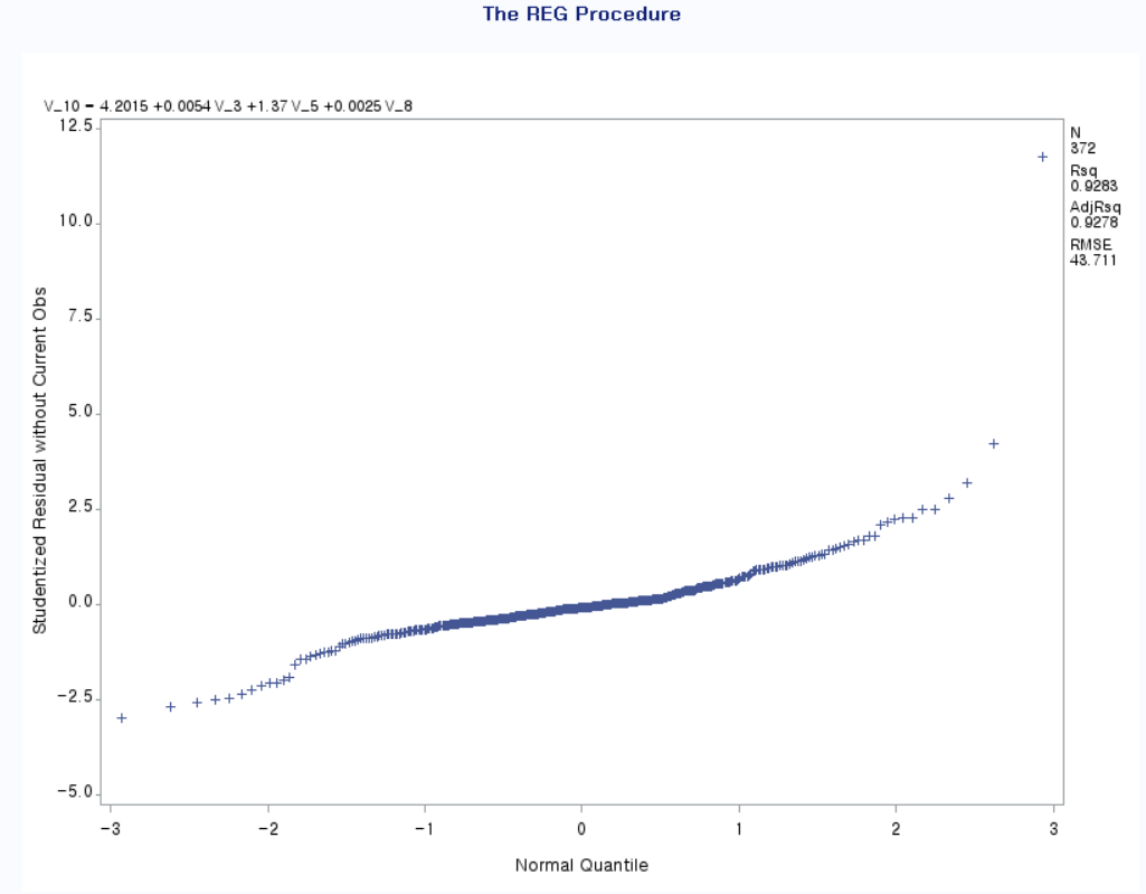 The REG Procedure
V_10 = 4.2015 +0.0054 V_3 +1.37 V_5 +0.0025 V_8
12.5
10.0
7.5
5.0
2.5
0.0
−2.5
−5.0
Studentized Residual without Current Obs
−3
−2
−1
0
1
2
3
Normal Quantile
N
372
Rsq
0.9283
AdjRsq
0.9278
RMSE
43.711